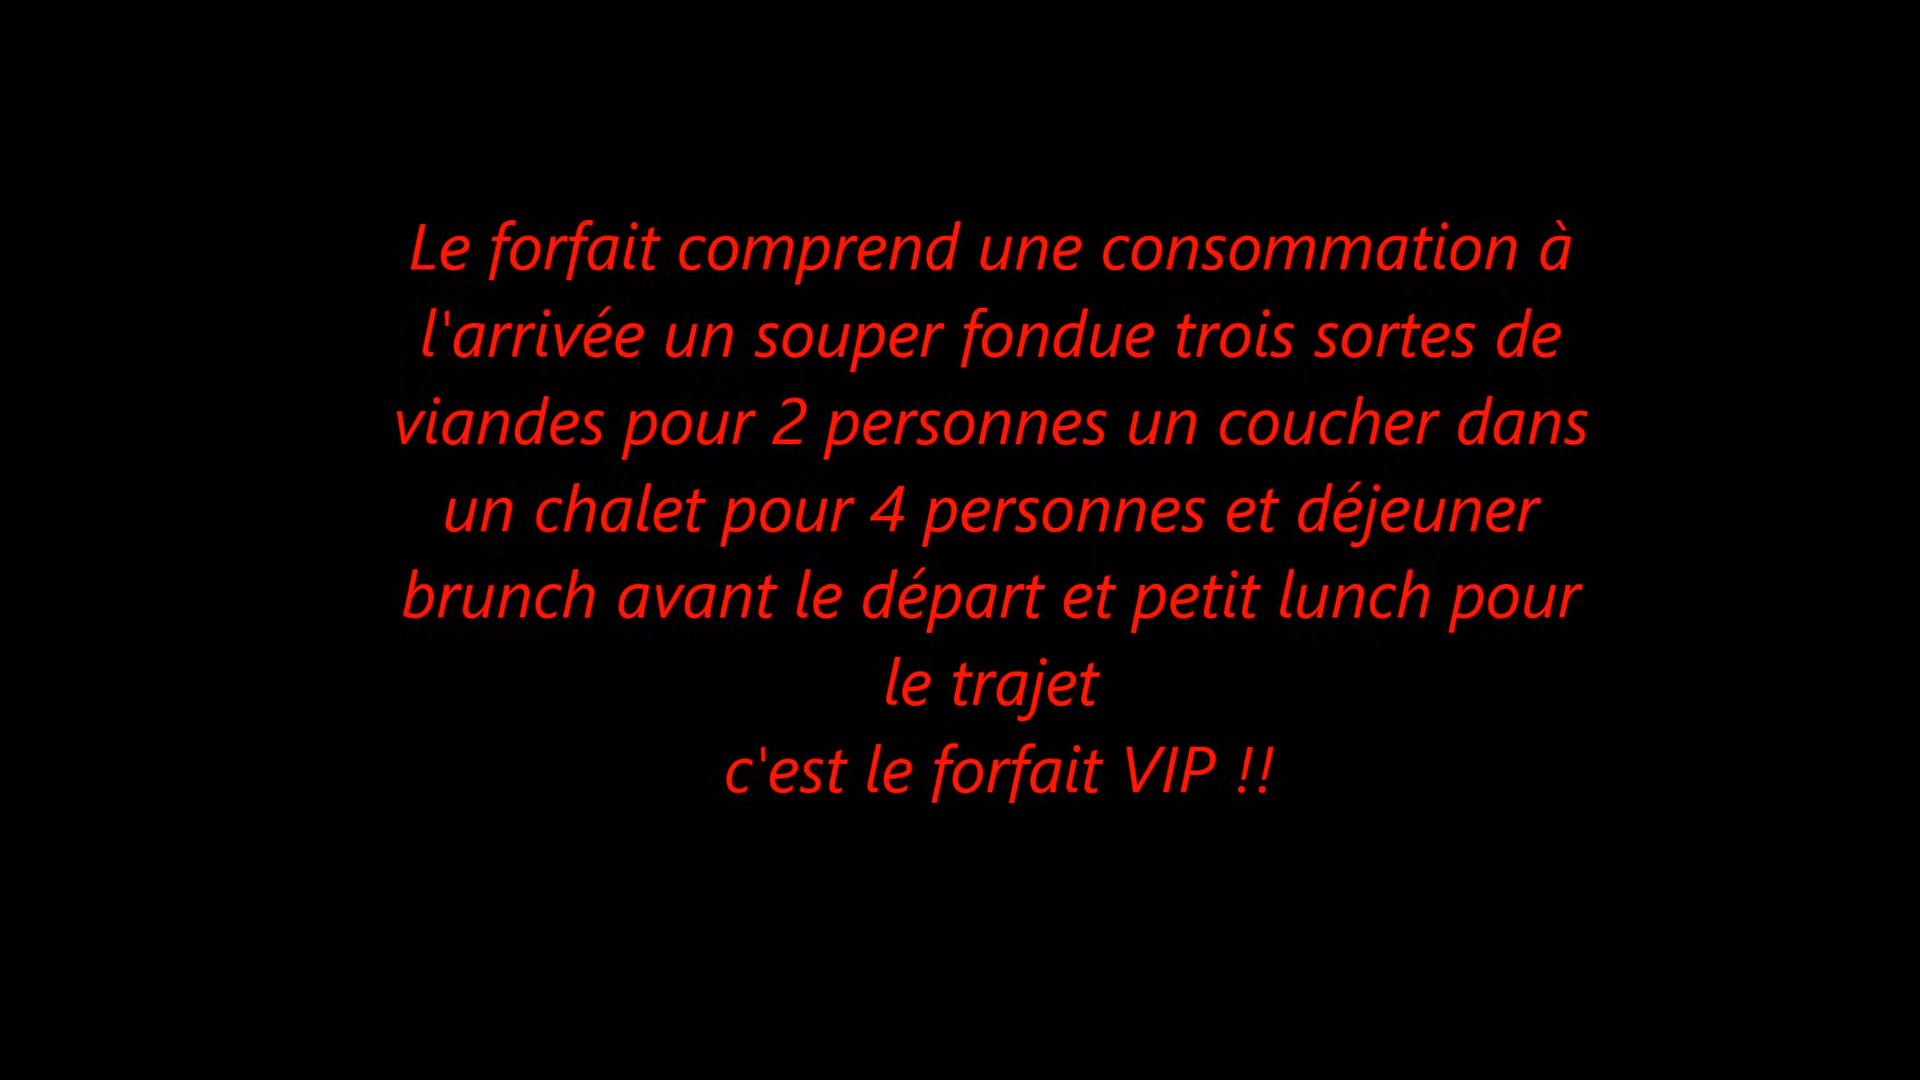 Le forfait comprend une consommation à
l'arrivée un souper fondue trois sortes de
viandes pour 2 personnes un coucher dans
un chalet pour 4 personnes et déjeuner
brunch avant le départ et petit lunch pour
le trajet
c'est le forfait VIP !!